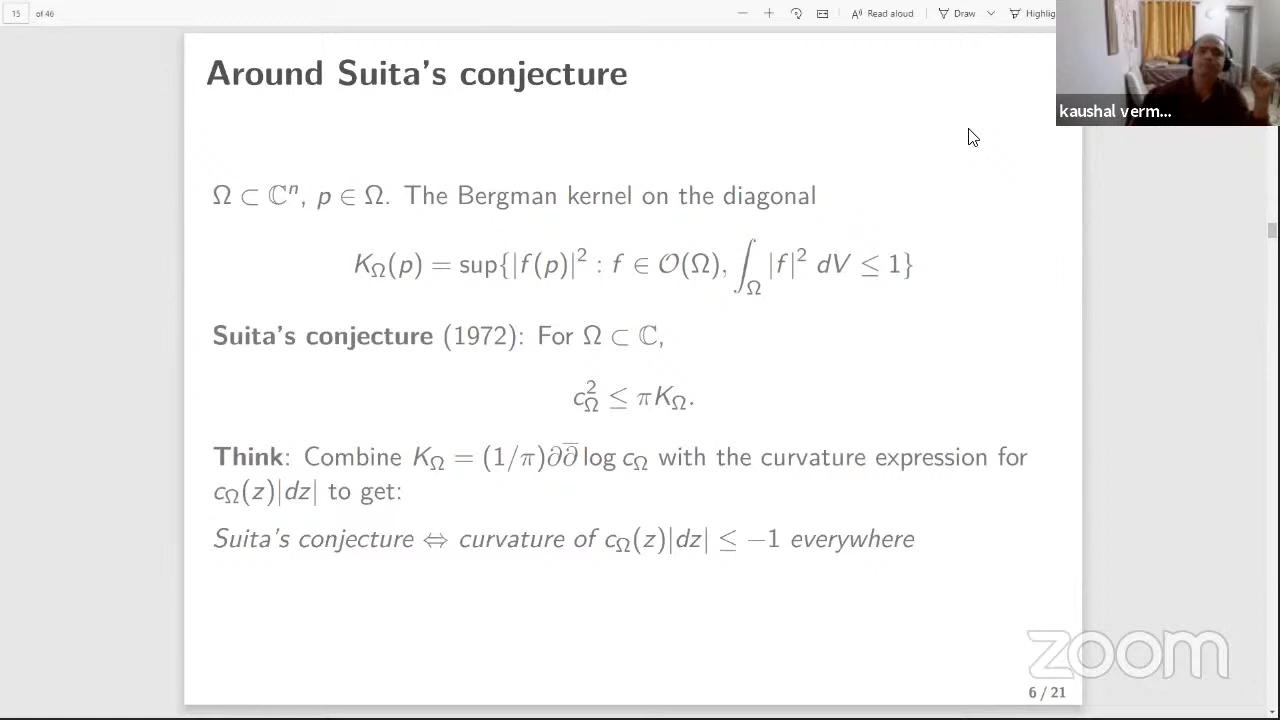 15 of 46
Read aloud
Draw
Highlig
kaushal verm...
Around Suita's conjecture
Ω ⊂ ℂⁿ, p ∈ Ω. The Bergman kernel on the diagonal
K_Ω(p) = sup{|f(p)|² : f ∈ 𝒪(Ω), ∫_Ω |f|² dV ≤ 1}
Suita's conjecture (1972): For Ω ⊂ ℂ,
c_Ω² ≤ πK_Ω.
Think: Combine K_Ω = (1/π)∂∂̅ log c_Ω with the curvature expression for
c_Ω(z)|dz| to get:
Suita's conjecture ⇔ curvature of c_Ω(z)|dz| ≤ −1 everywhere
zoom
6 / 21